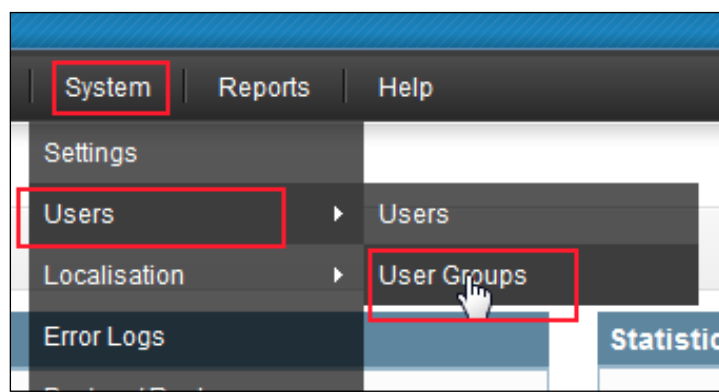 System Reports Help
Settings
Users Users
Localisation User Groups
Error Logs
Statistic